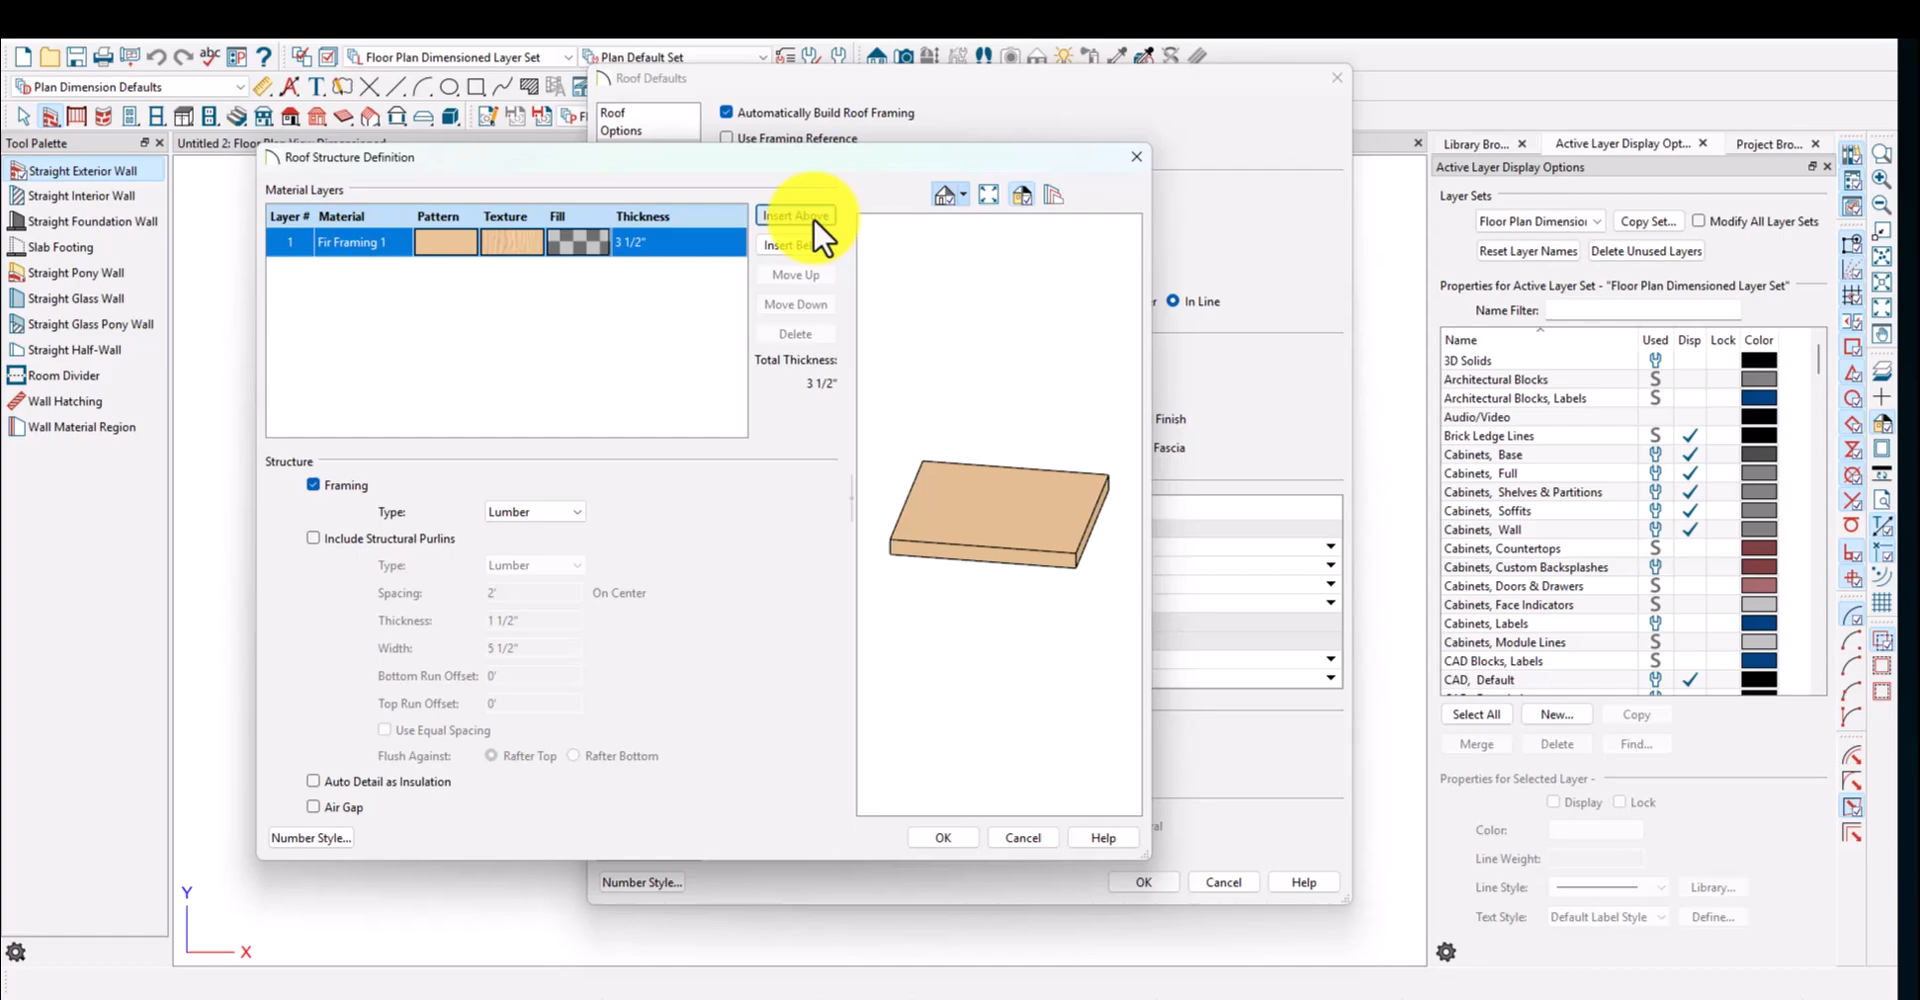 abc
Floor Plan Dimensioned Layer Set
Plan Default Set
Plan Dimension Defaults
Roof Defaults
Roof
Options
Automatically Build Roof Framing
Use Framing Reference
Tool Palette
Untitled 2: Floor
Straight Exterior Wall
Straight Interior Wall
Straight Foundation Wall
Slab Footing
Straight Pony Wall
Straight Glass Wall
Straight Glass Pony Wall
Straight Half-Wall
Room Divider
Wall Hatching
Wall Material Region
Roof Structure Definition
Material Layers
Layer # Material Pattern Texture Fill Thickness
1 Fir Framing 1 3 1/2"
Insert Above
Insert Bel
Move Up
Move Down
Delete
Total Thickness:
3 1/2"
Structure
Framing
Type: Lumber
Include Structural Purlins
Type: Lumber
Spacing: 2' On Center
Thickness: 1 1/2"
Width: 5 1/2"
Bottom Run Offset: 0'
Top Run Offset: 0'
Use Equal Spacing
Flush Against: Rafter Top Rafter Bottom
Auto Detail as Insulation
Air Gap
Number Style...
OK Cancel Help
r In Line
Finish
Fascia
al
Number Style...
OK Cancel Help
Y
X
Library Bro... Active Layer Display Opt... Project Bro...
Active Layer Display Options
Layer Sets
Floor Plan Dimension Copy Set... Modify All Layer Sets
Reset Layer Names Delete Unused Layers
Properties for Active Layer Set - "Floor Plan Dimensioned Layer Set"
Name Filter:
Name Used Disp Lock Color
3D Solids
Architectural Blocks S
Architectural Blocks, Labels S
Audio/Video
Brick Ledge Lines S
Cabinets, Base
Cabinets, Full
Cabinets, Shelves & Partitions
Cabinets, Soffits
Cabinets, Wall
Cabinets, Countertops S
Cabinets, Custom Backsplashes
Cabinets, Doors & Drawers S
Cabinets, Face Indicators S
Cabinets, Labels
Cabinets, Module Lines S
CAD Blocks, Labels S
CAD, Default
Select All New... Copy
Merge Delete Find...
Properties for Selected Layer -
Display Lock
Color:
Line Weight:
Line Style: Library...
Text Style: Default Label Style Define...